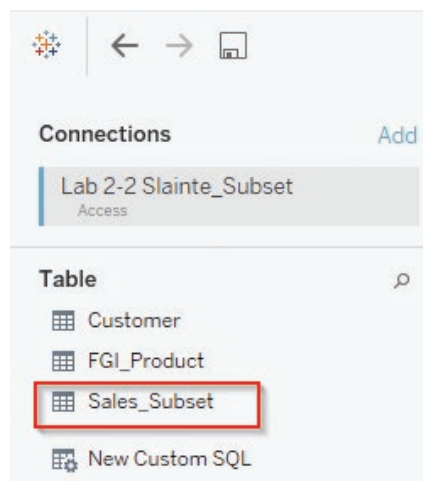 Connections Add
Lab 2-2 Slainte_Subset
Access
Table
Customer
FGI_Product
Sales_Subset
New Custom SQL